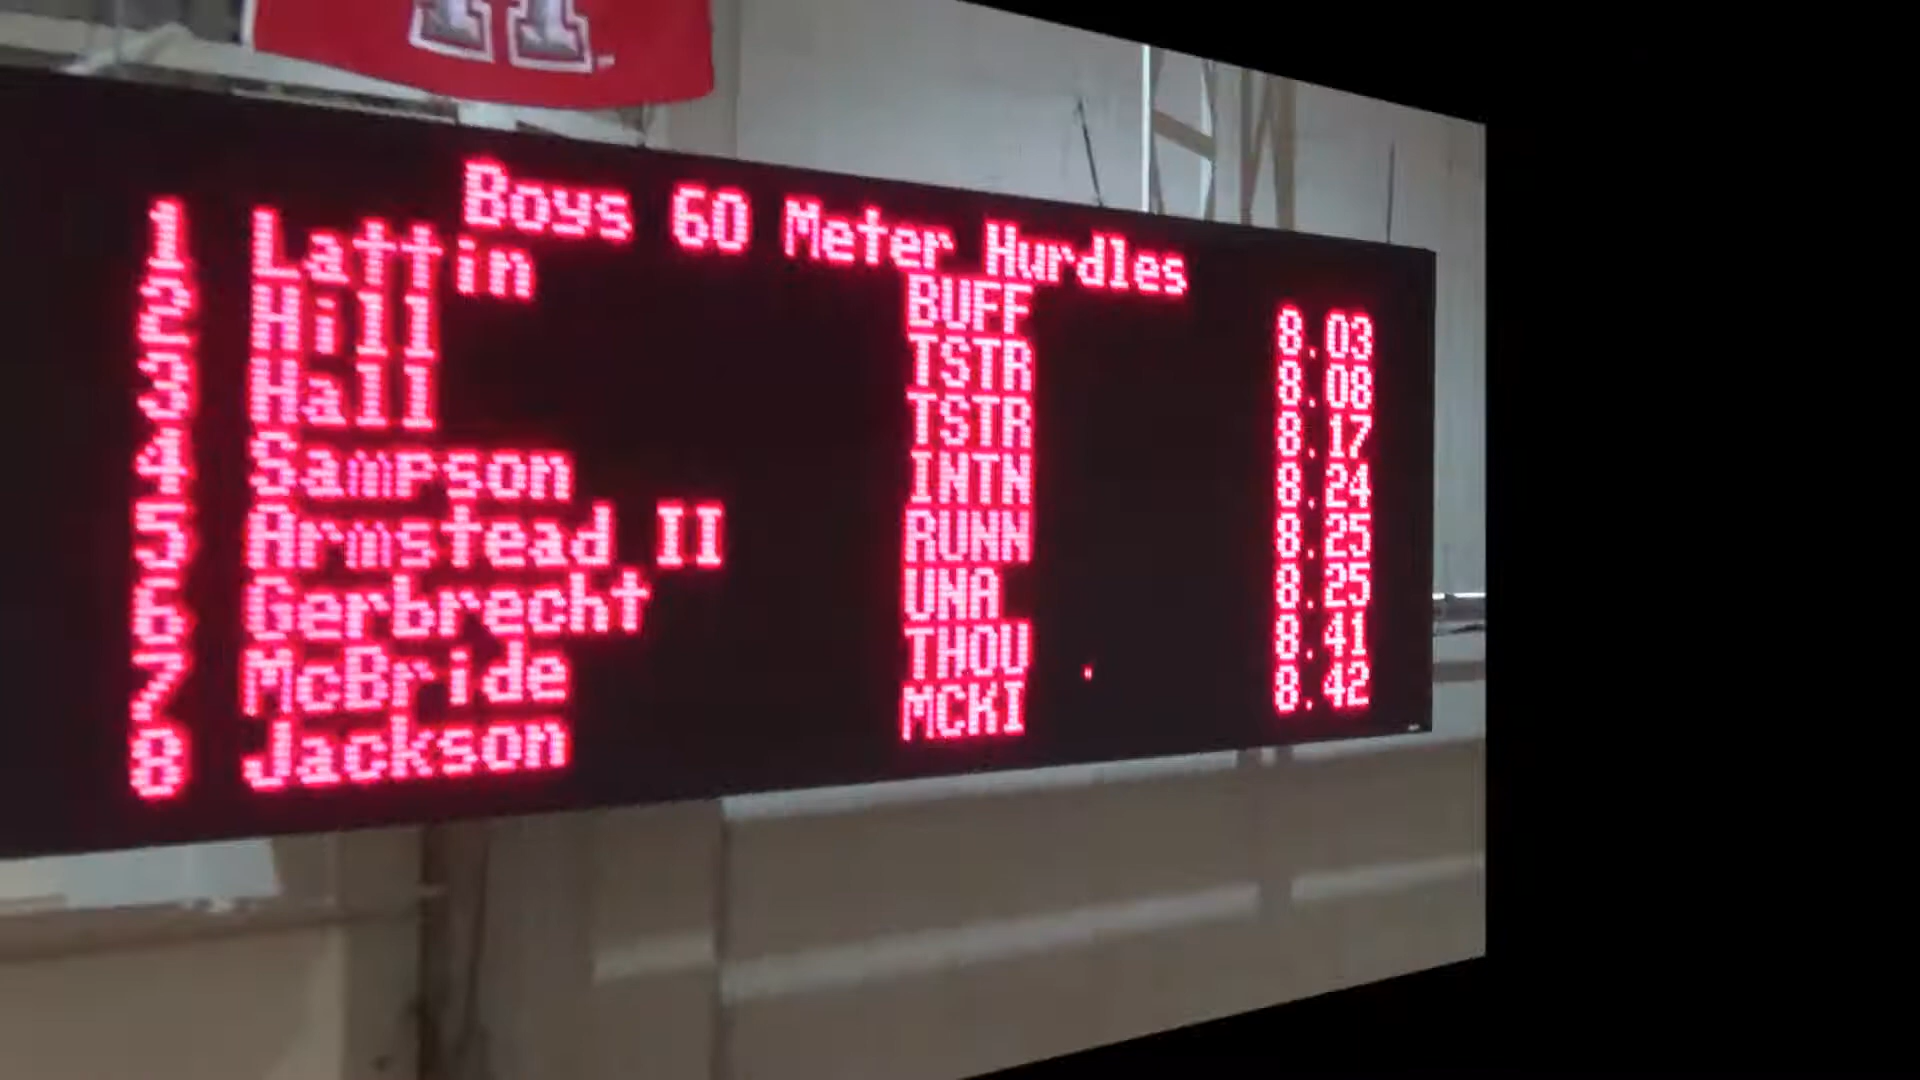 Boys 60 Meter Hurdles
1 Lattin BUFF 8.03
2 Hill TSTR 8.08
3 Hall TSTR 8.17
4 Sampson INTN 8.24
5 Armstead II RUNN 8.25
6 Gerbrecht UNA 8.25
7 McBride THOU 8.41
8 Jackson MCKI 8.42